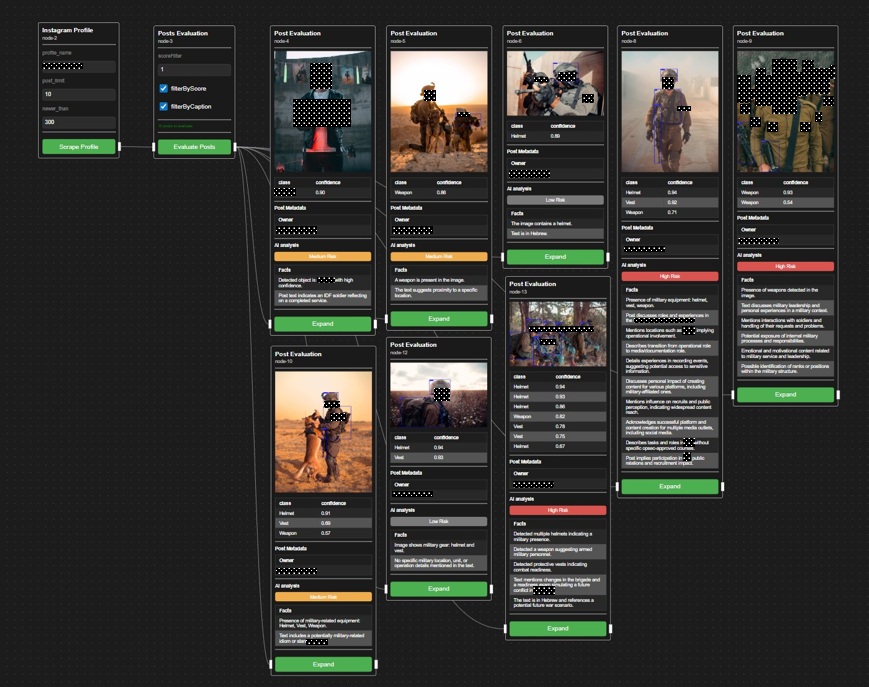 Instagram Profile
node-2
profile_name
post_limit
10
newer_than
300
Scrape Profile
Posts Evaluation
node-3
scoreFilter
1
filterByScore
filterByCaption
Evaluate Posts
Post Evaluation
node-4
class confidence
0.90
Post Metadata
Owner
AI analysis
Medium Risk
Facts
Detected object is with high
confidence.
Post text indicates an IDF soldier reflecting
on a completed service.
Expand
Post Evaluation
node-5
class confidence
Weapon 0.86
Post Metadata
Owner
AI analysis
Medium Risk
Facts
A weapon is present in the image.
The text suggests proximity to a specific
location.
Expand
Post Evaluation
node-6
class confidence
Helmet 0.89
Post Metadata
Owner
AI analysis
Low Risk
Facts
The image contains a helmet.
Text is in Hebrew.
Expand
Post Evaluation
node-8
class confidence
Helmet 0.94
Vest 0.92
Weapon 0.71
Post Metadata
Owner
AI analysis
High Risk
Facts
Presence of military equipment: helmet,
vest, weapon.
Post discusses roles and experiences in
the
Mentions locations such as implying
operational involvement.
Describes transition from operational role
to media/documentation role.
Details experiences in recording events,
suggesting potential access to sensitive
information.
Discusses personal impact of creating
content for various platforms, including
military-affiliated ones.
Mentions influence on recruits and public
perception, indicating widespread content
reach.
Acknowledges successful platform and
content creation for multiple media outlets,
including social media.
Describes tasks and roles in without
specific opsec-approved courses.
Post implies participation in public
relations and recruitment impact.
Expand
Post Evaluation
node-9
class confidence
Weapon 0.93
Weapon 0.54
Post Metadata
Owner
AI analysis
High Risk
Facts
Presence of weapons detected in the
image.
Text discusses military leadership and
personal experiences in a military context.
Mentions interactions with soldiers and
handling of their requests and problems.
Potential exposure of internal military
processes and responsibilities.
Emotional and motivational content related
to military service and leadership.
Possible identification of ranks or positions
within the military structure.
Expand
Post Evaluation
node-10
class confidence
Helmet 0.91
Vest 0.69
Weapon 0.57
Post Metadata
Owner
AI analysis
Medium Risk
Facts
Presence of military-related equipment:
Helmet, Vest, Weapon.
Text includes a potentially military-related
idiom or
Expand
Post Evaluation
node-12
class confidence
Helmet 0.94
Vest 0.93
Post Metadata
Owner
AI analysis
Low Risk
Facts
Image shows military gear: helmet and
vest.
No specific military location, unit, or
operation details mentioned in the text.
Expand
Post Evaluation
node-13
class confidence
Helmet 0.94
Helmet 0.93
Helmet 0.86
Weapon 0.82
Vest 0.78
Vest 0.75
Helmet 0.67
Post Metadata
Owner
AI analysis
High Risk
Facts
Detected multiple helmets indicating a
military presence.
Detected a weapon suggesting armed
military personnel.
Detected protective vests indicating
combat readiness.
Text mentions changes in the brigade and
a readiness simulating a future
conflict in
The text is in Hebrew and references a
potential future war scenario.
Expand